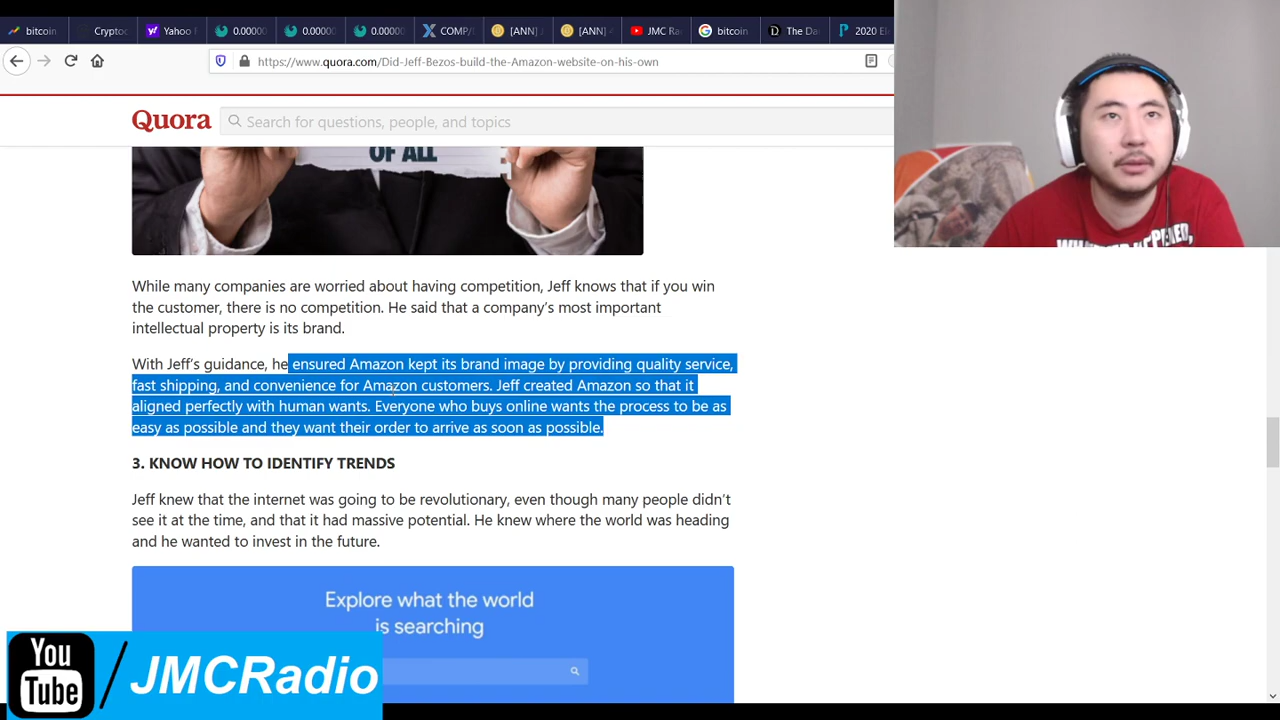 bitcoin
Cryptoc
Yahoo
0.00000
0.00000
0.00000
COMP/
[ANN]
[ANN]
JMC Ra
bitcoin
The Da
https://www.quora.com/Did-Jeff-Bezos-build-the-Amazon-website-on-his-own
Quora
Search for questions, people, and topics
OF ALL
While many companies are worried about having competition, Jeff knows that if you win
the customer, there is no competition. He said that a company's most important
intellectual property is its brand.
With Jeff's guidance, he ensured Amazon kept its brand image by providing quality service,
fast shipping, and convenience for Amazon customers. Jeff created Amazon so that it
aligned perfectly with human wants. Everyone who buys online wants the process to be as
easy as possible and they want their order to arrive as soon as possible.
3. KNOW HOW TO IDENTIFY TRENDS
Jeff knew that the internet was going to be revolutionary, even though many people didn't
see it at the time, and that it had massive potential. He knew where the world was heading
and he wanted to invest in the future.
Explore what the world
is searching
You
Tube
/JMCRadio